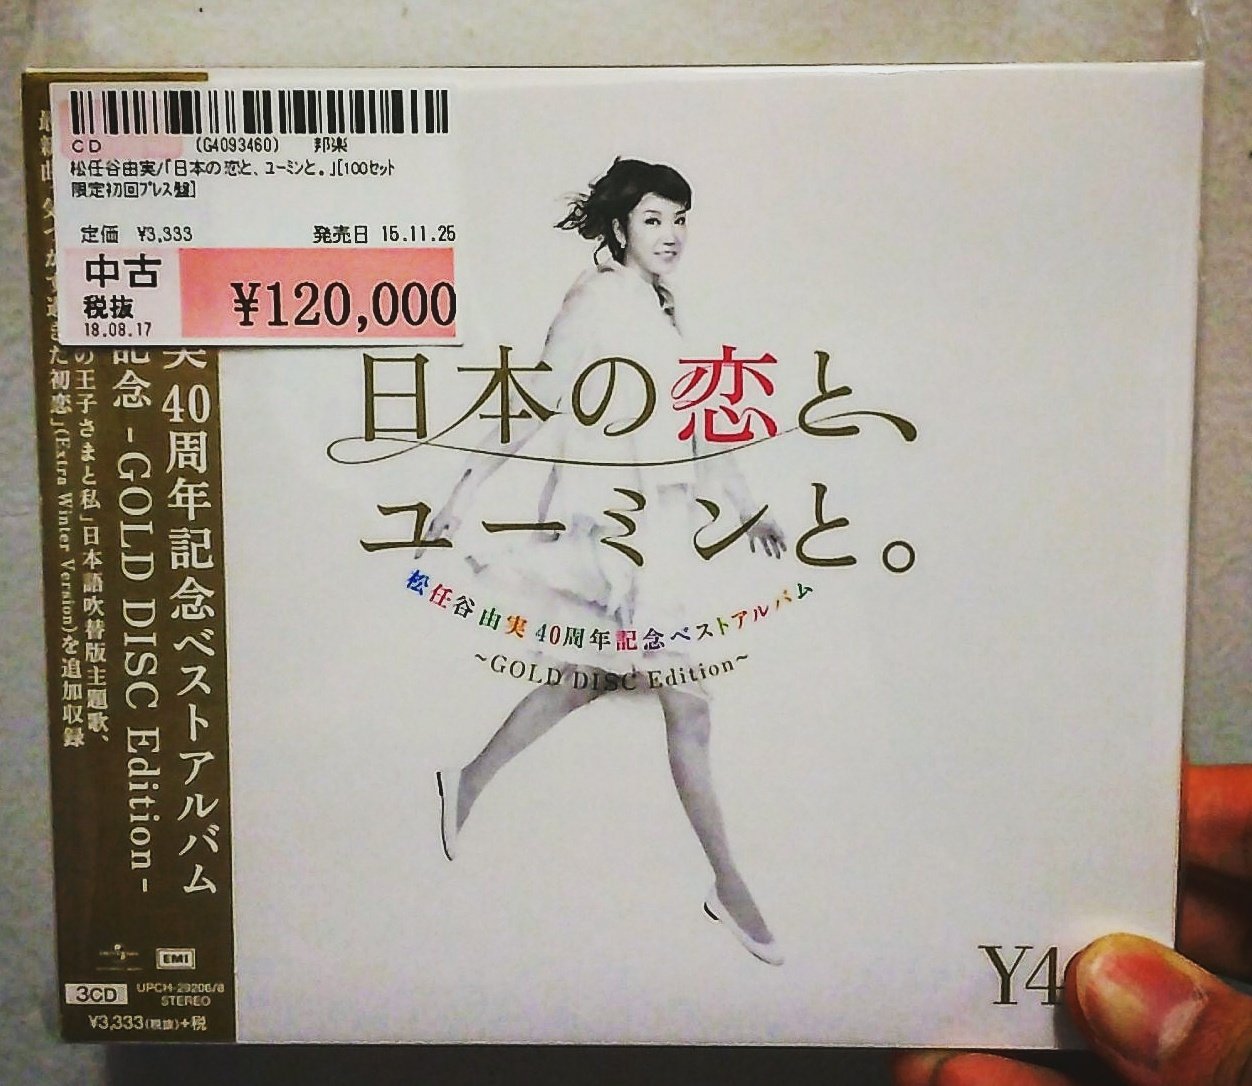 CD (G4093460) 邦楽
松任谷由実/「日本の恋と、ユーミンと。」[100セット
限定初回プレス盤]
定価 ¥3,333 発売日 15.11.25
中古
税抜
18.08.17
¥120,000
実 40周年記念ベストアルバム
記念 -GOLD DISC Edition-
の王子さまと私」日本語吹替版主題歌、
た初恋」(Extra Winter Version)を追加収録
EMI
3CD
UPCH-29206/8
STEREO
¥3,333(税抜)+税
日本の恋と、
ユーミンと。
松任谷由実 40周年記念ベストアルバム
~GOLD DISC Edition~
Y4